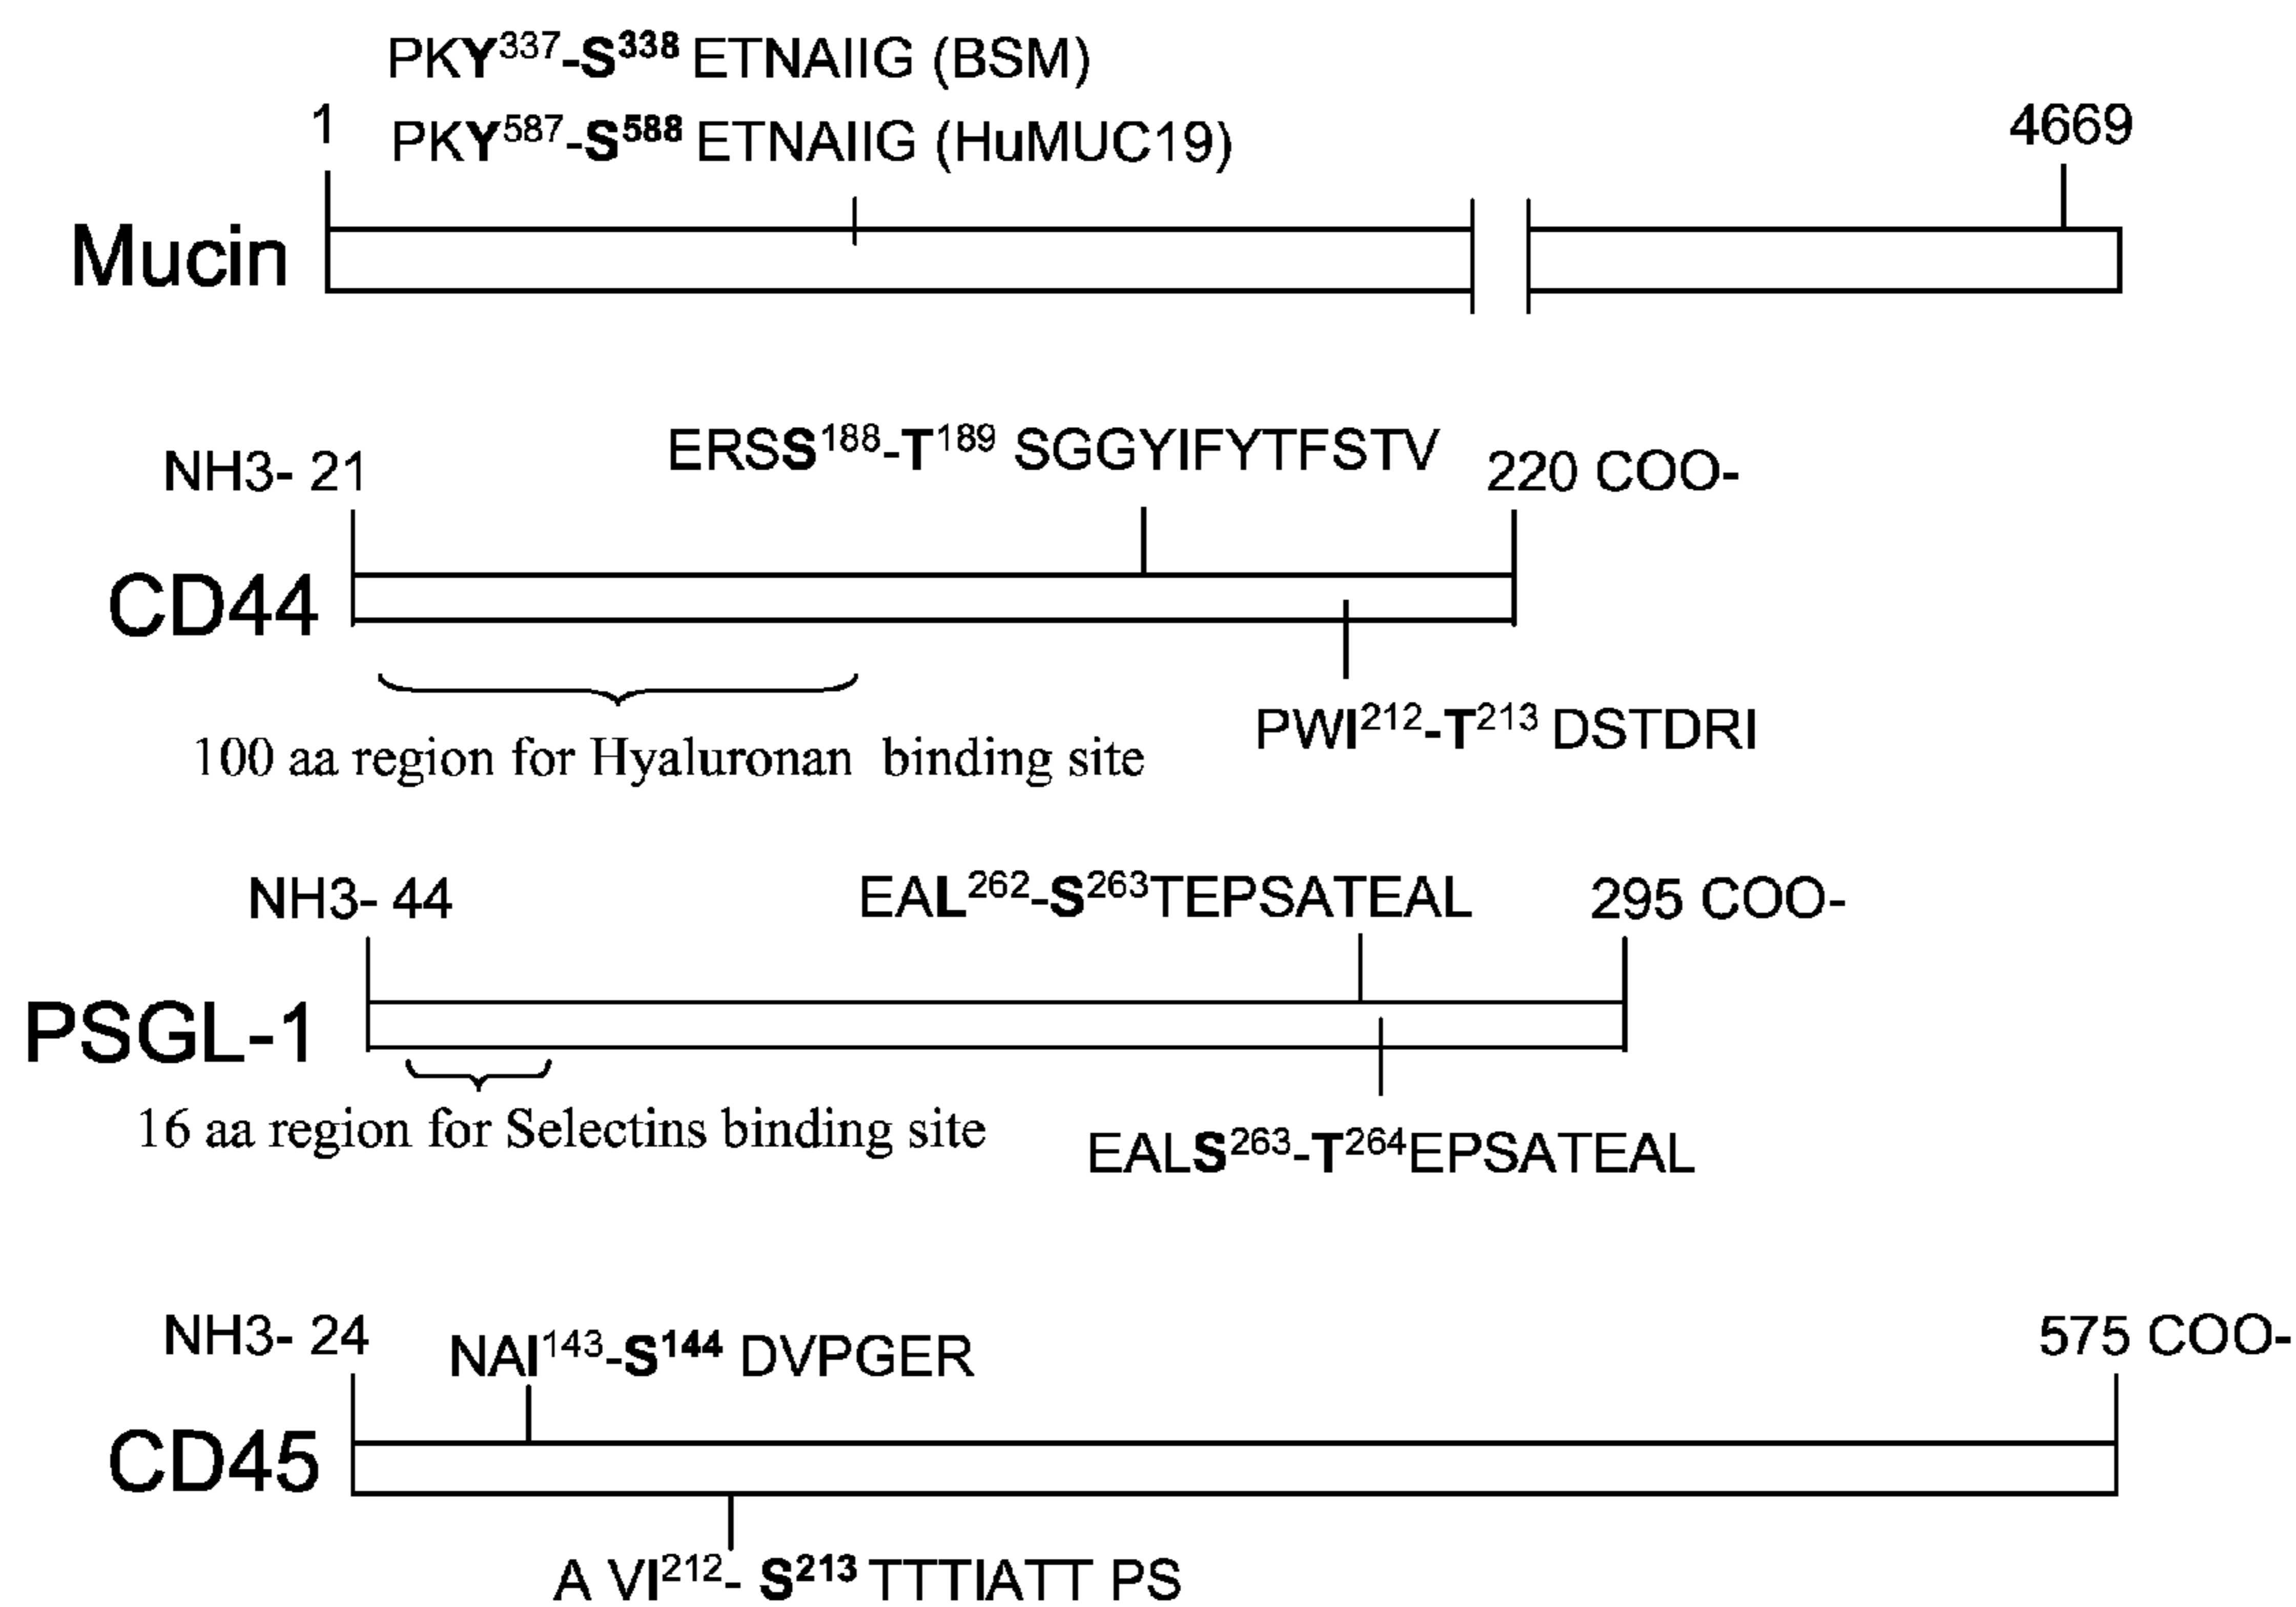 PKY³³⁷-S³³⁸ ETNAIIG (BSM)
1
PKY⁵⁸⁷-S⁵⁸⁸ ETNAIIG (HuMUC19)
4669
Mucin
ERSS¹⁸⁸-T¹⁸⁹ SGGYIFYTFSTV
NH3- 21
220 COO-
CD44
PWI²¹²-T²¹³ DSTDRI
100 aa region for Hyaluronan binding site
EAL²⁶²-S²⁶³TEPSATEAL
NH3- 44
295 COO-
PSGL-1
16 aa region for Selectins binding site
EALS²⁶³-T²⁶⁴EPSATEAL
NH3- 24
NAI¹⁴³-S¹⁴⁴ DVPGER
575 COO-
CD45
A VI²¹²- S²¹³ TTTIATT PS